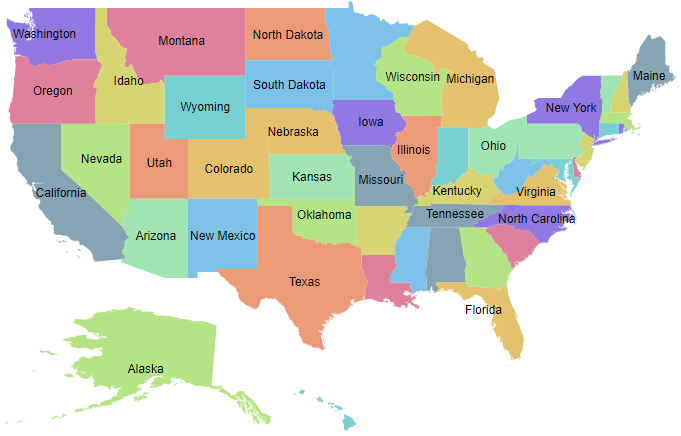 Washington
Montana
North Dakota
Maine
Idaho
Wisconsin
Michigan
Oregon
South Dakota
Wyoming
New York
Iowa
Nebraska
Ohio
Illinois
Nevada
Utah
Colorado
Kansas
Missouri
California
Kentucky
Virginia
Oklahoma
Tennessee
North Carolina
Arizona
New Mexico
Texas
Florida
Alaska